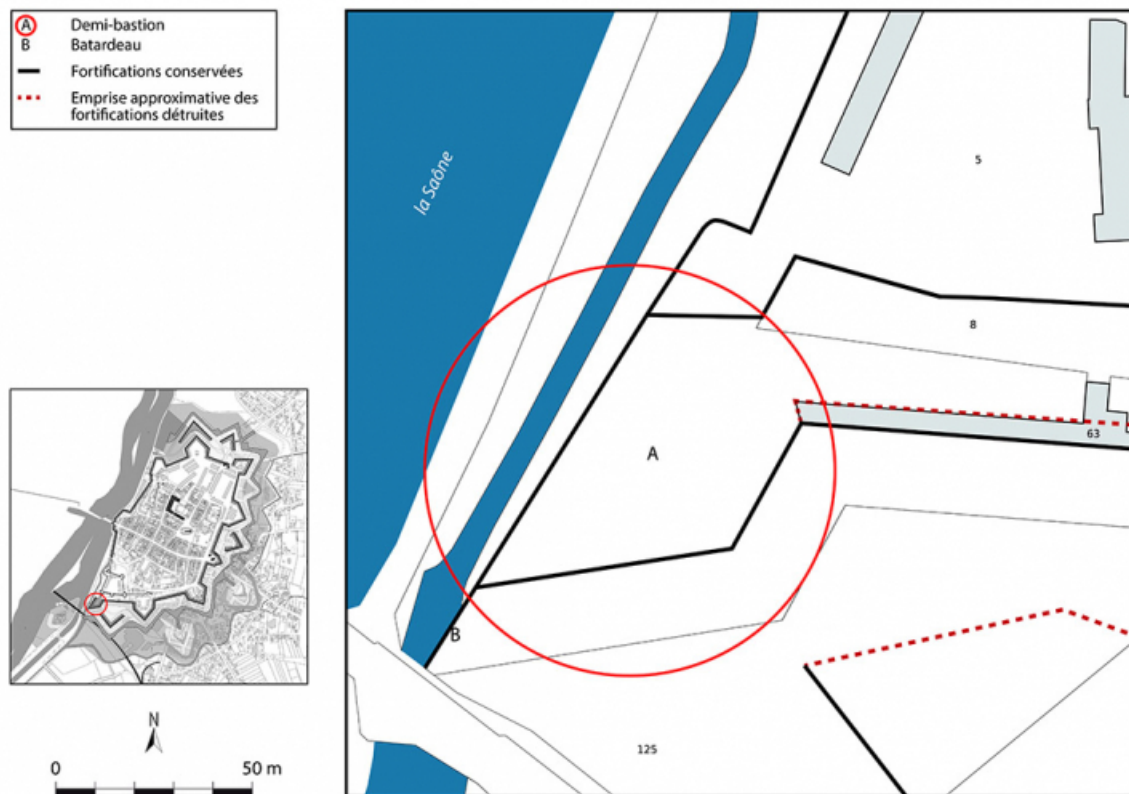 A Demi-bastion
B Batardeau
Fortifications conservées
Emprise approximative des
fortifications détruites
la Saône
5
8
63
A
B
125
N
0 50 m